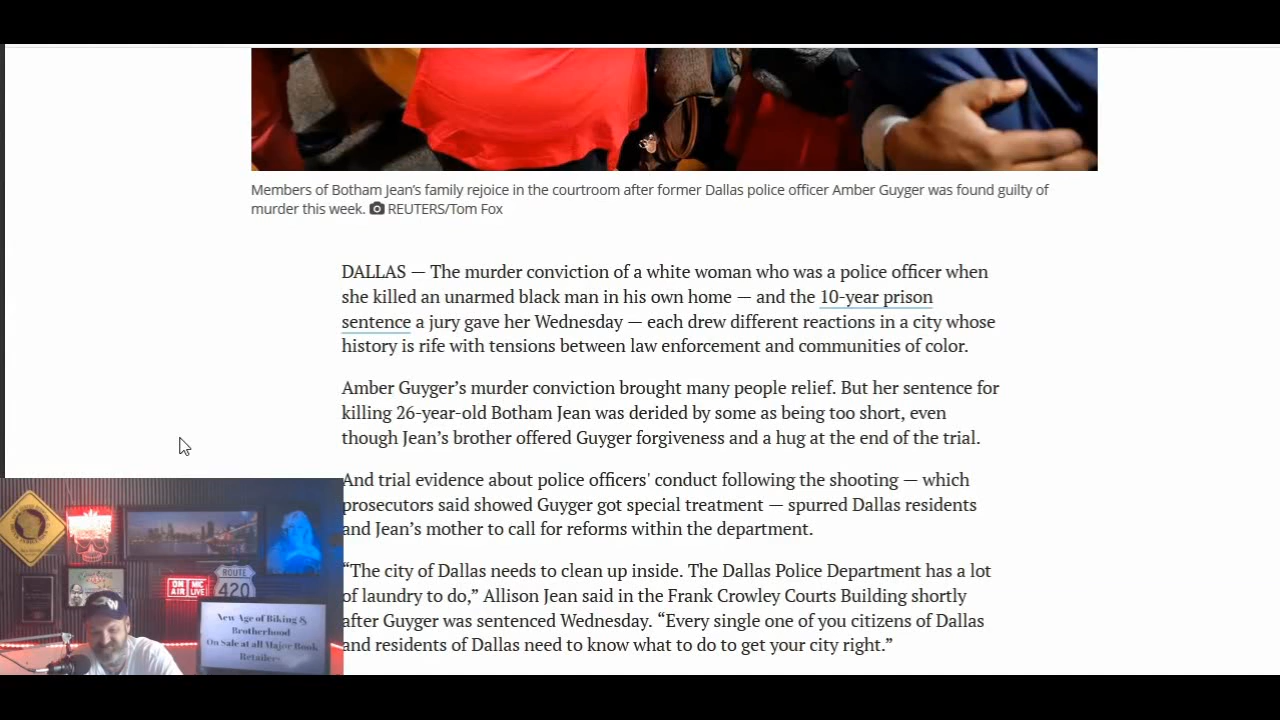 Members of Botham Jean’s family rejoice in the courtroom after former Dallas police officer Amber Guyger was found guilty of
murder this week. REUTERS/Tom Fox
DALLAS — The murder conviction of a white woman who was a police officer when
she killed an unarmed black man in his own home — and the 10-year prison
sentence a jury gave her Wednesday — each drew different reactions in a city whose
history is rife with tensions between law enforcement and communities of color.
Amber Guyger’s murder conviction brought many people relief. But her sentence for
killing 26-year-old Botham Jean was derided by some as being too short, even
though Jean’s brother offered Guyger forgiveness and a hug at the end of the trial.
And trial evidence about police officers' conduct following the shooting — which
prosecutors said showed Guyger got special treatment — spurred Dallas residents
and Jean’s mother to call for reforms within the department.
“The city of Dallas needs to clean up inside. The Dallas Police Department has a lot
of laundry to do,” Allison Jean said in the Frank Crowley Courts Building shortly
after Guyger was sentenced Wednesday. “Every single one of you citizens of Dallas
and residents of Dallas need to know what to do to get your city right.”
ON AIR
MIC LIVE
ROUTE
420
New Age of Biking &
Brotherhood
On Sale at all Major Book
Retailers
W